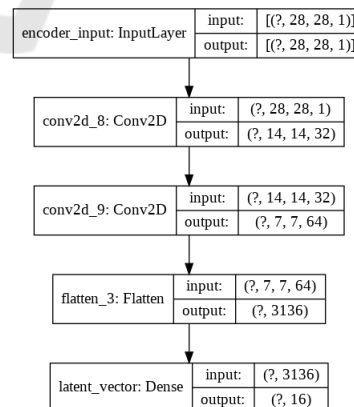 encoder_input: InputLayer
input: [(?, 28, 28, 1)]
output: [(?, 28, 28, 1)]
conv2d_8: Conv2D
input: (?, 28, 28, 1)
output: (?, 14, 14, 32)
conv2d_9: Conv2D
input: (?, 14, 14, 32)
output: (?, 7, 7, 64)
flatten_3: Flatten
input: (?, 7, 7, 64)
output: (?, 3136)
latent_vector: Dense
input: (?, 3136)
output: (?, 16)